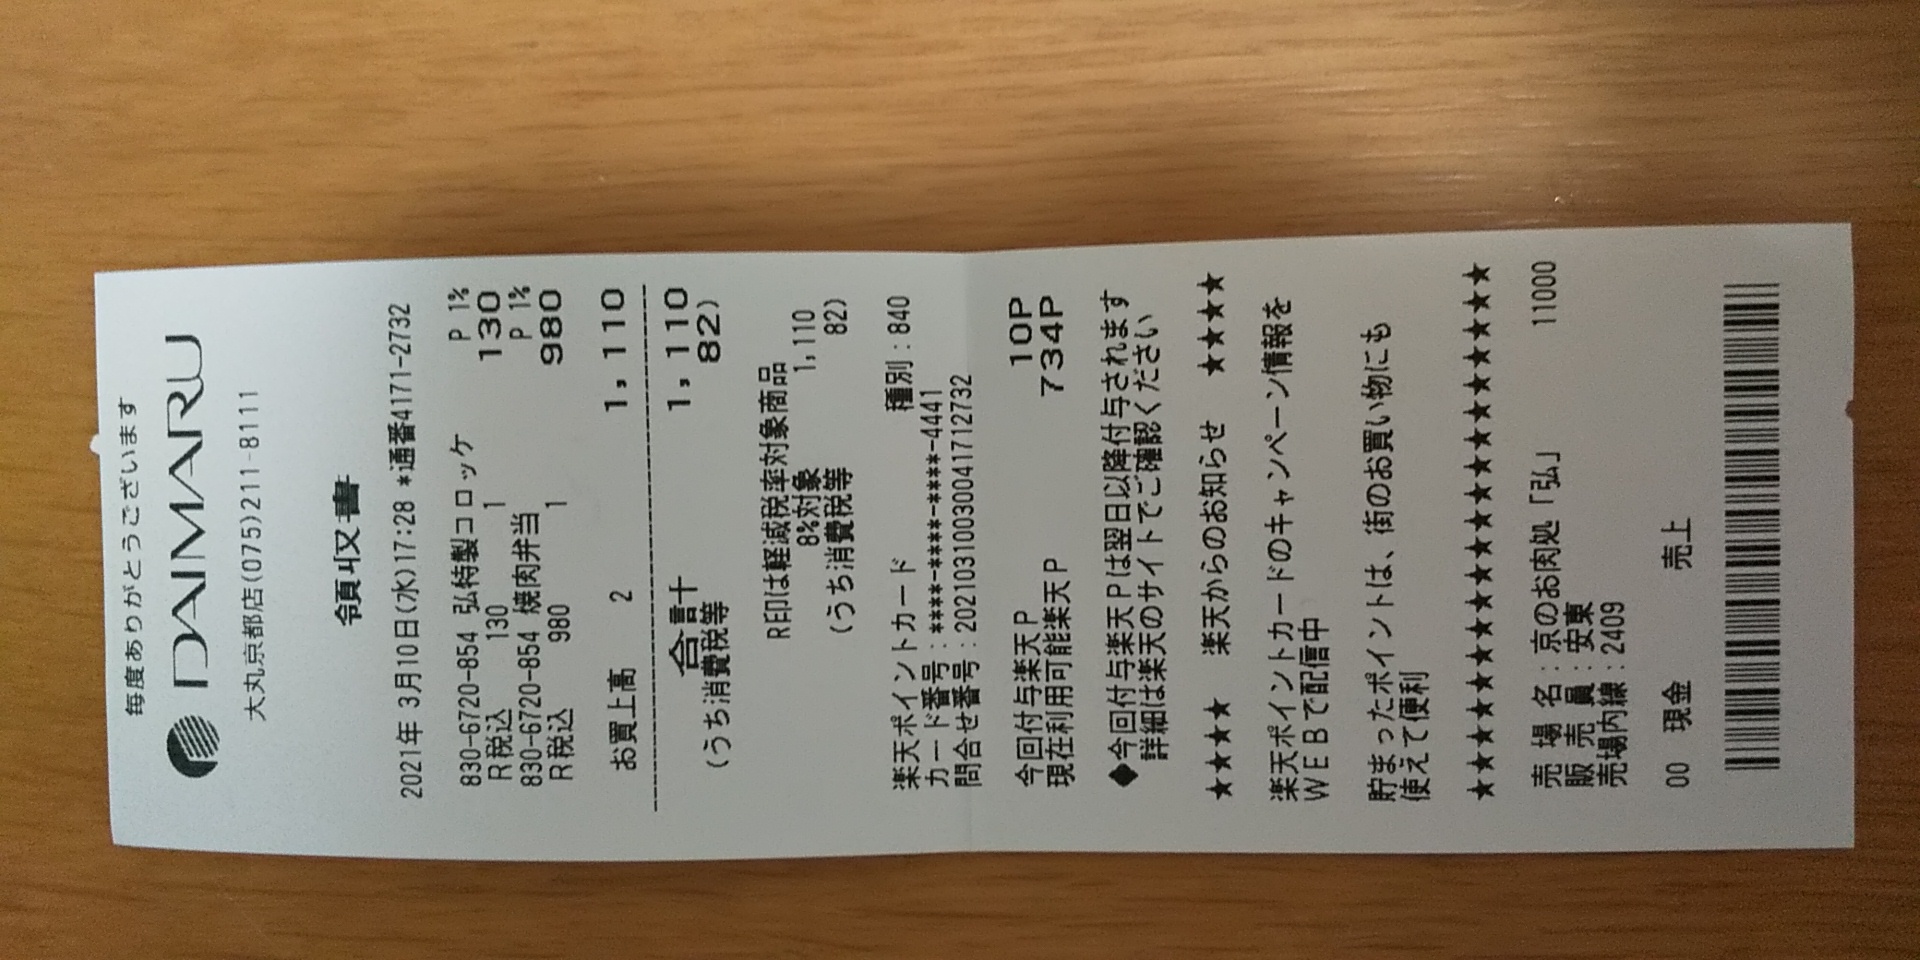 毎度ありがとうございます
DAIMARU
大丸京都店(075)211-8111
領収書
2021年 3月10日(水)17:28 *通番4171-2732
830-6720-854 弘特製コロッケ P 1%
R税込 130 1 130
830-6720-854 焼肉弁当 P 1%
R税込 980 1 980
お買上高 2 1,110
合計 1,110
(うち消費税等 82)
R印は軽減税率対象商品
8%対象 1,110
(うち消費税等 82)
楽天ポイントカード 種別:840
カード番号:****-****-****-4441
問合せ番号:20210310030041712732
今回付与楽天P 10P
現在利用可能楽天P 734P
◆今回付与楽天Pは翌日以降付与されます
詳細は楽天のサイトでご確認ください
★★★★ 楽天からのお知らせ ★★★★
楽天ポイントカードのキャンペーン情報を
WEBで配信中
貯まったポイントは、街のお買い物にも
使えて便利
★★★★★★★★★★★★★★★★★★★★
売 場 名:京のお肉処「弘」 11000
販 売 員:安東
売場内線:2409
00 現金 売上